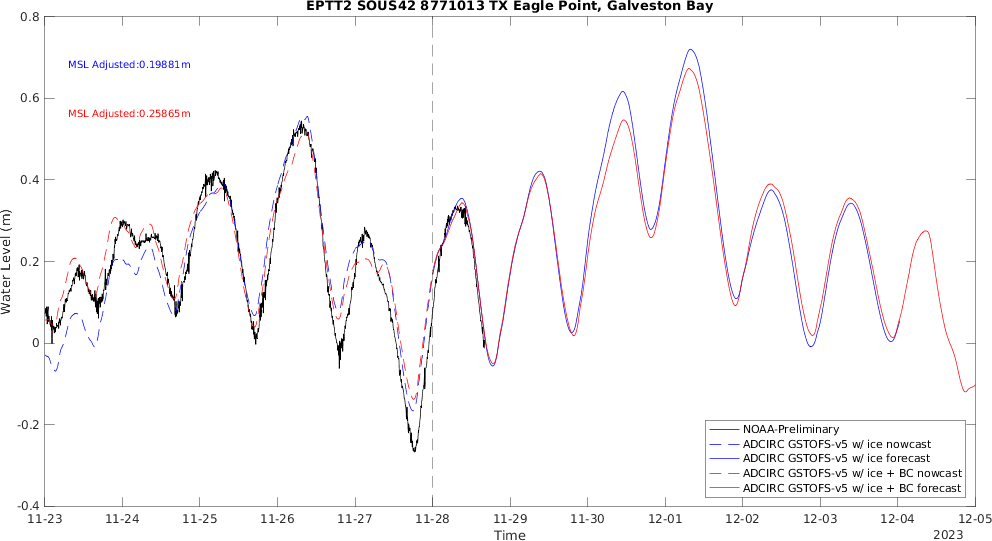 EPTT2 SOUS42 8771013 TX Eagle Point, Galveston Bay
MSL Adjusted:0.19881m
MSL Adjusted:0.25865m
Water Level (m)
0.8
0.6
0.4
0.2
0
-0.2
-0.4
NOAA-Preliminary
ADCIRC GSTOFS-v5 w/ ice nowcast
ADCIRC GSTOFS-v5 w/ ice forecast
ADCIRC GSTOFS-v5 w/ ice + BC nowcast
ADCIRC GSTOFS-v5 w/ ice + BC forecast
11-23 11-24 11-25 11-26 11-27 11-28 11-29 11-30 12-01 12-02 12-03 12-04 12-05
Time
2023